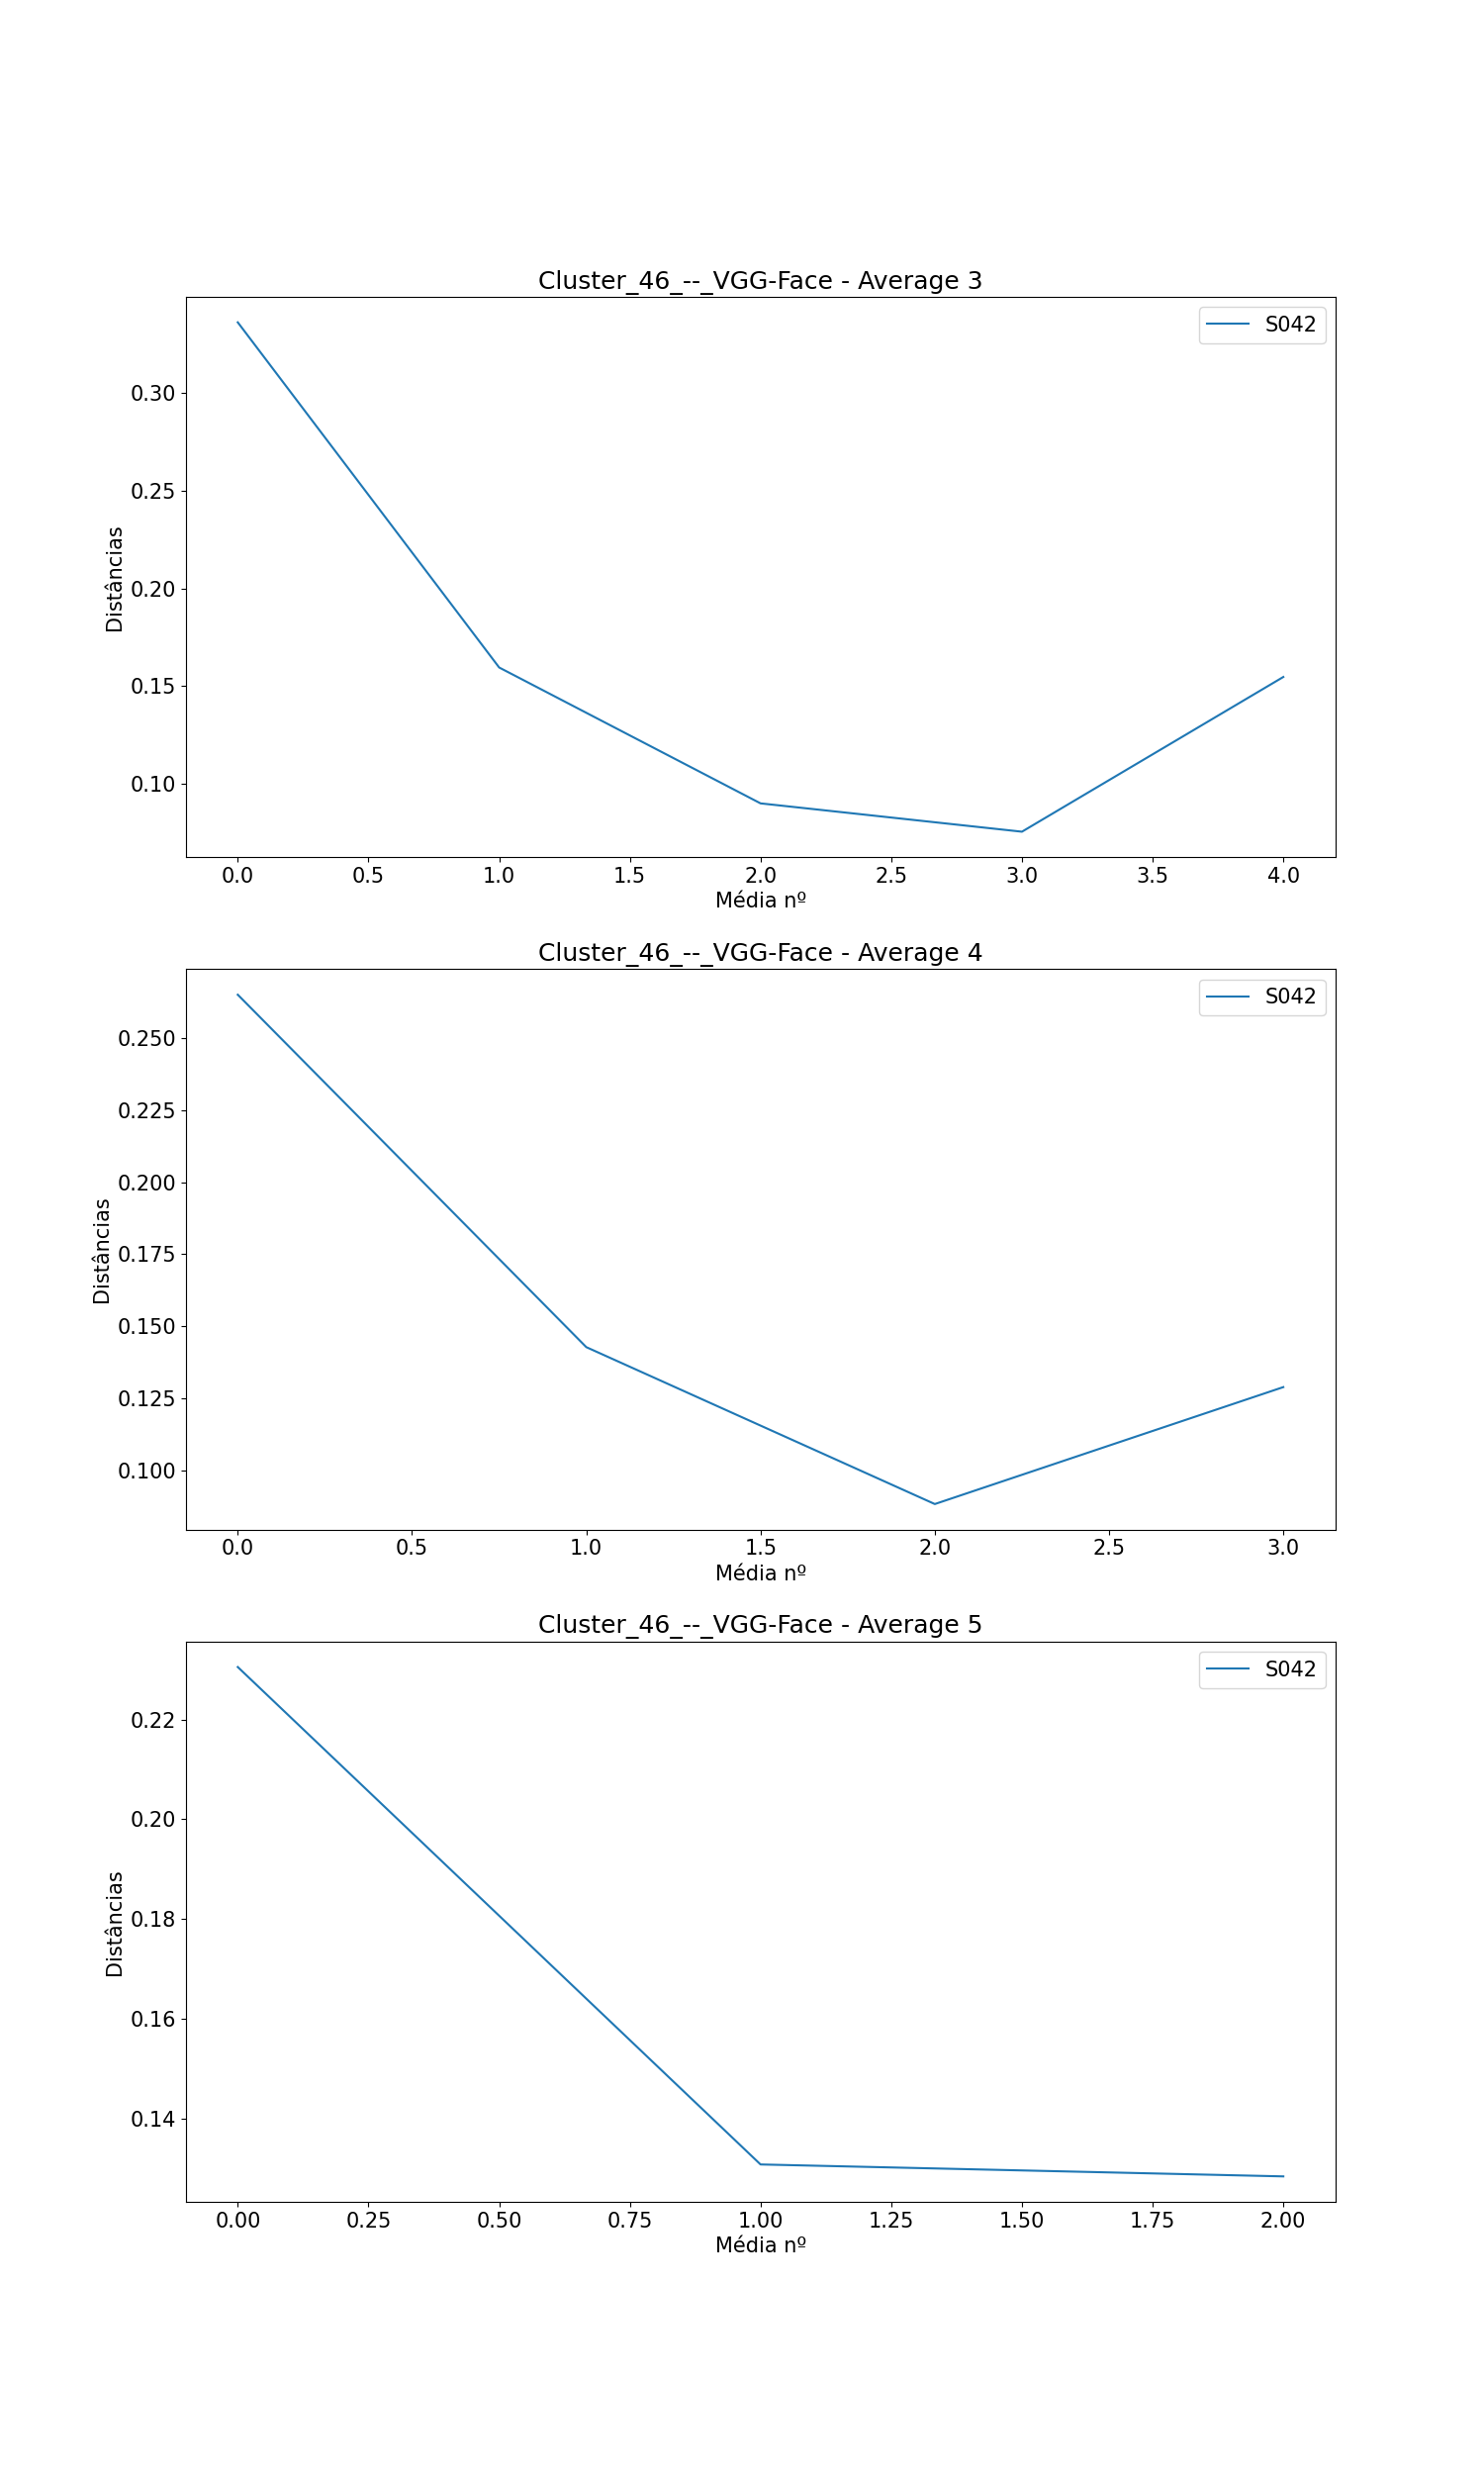 Cluster_46_--_VGG-Face - Average 3
S042
Distâncias
0.30
0.25
0.20
0.15
0.10
0.0 0.5 1.0 1.5 2.0 2.5 3.0 3.5 4.0
Média nº
Cluster_46_--_VGG-Face - Average 4
S042
Distâncias
0.250
0.225
0.200
0.175
0.150
0.125
0.100
0.0 0.5 1.0 1.5 2.0 2.5 3.0
Média nº
Cluster_46_--_VGG-Face - Average 5
S042
Distâncias
0.22
0.20
0.18
0.16
0.14
0.00 0.25 0.50 0.75 1.00 1.25 1.50 1.75 2.00
Média nº